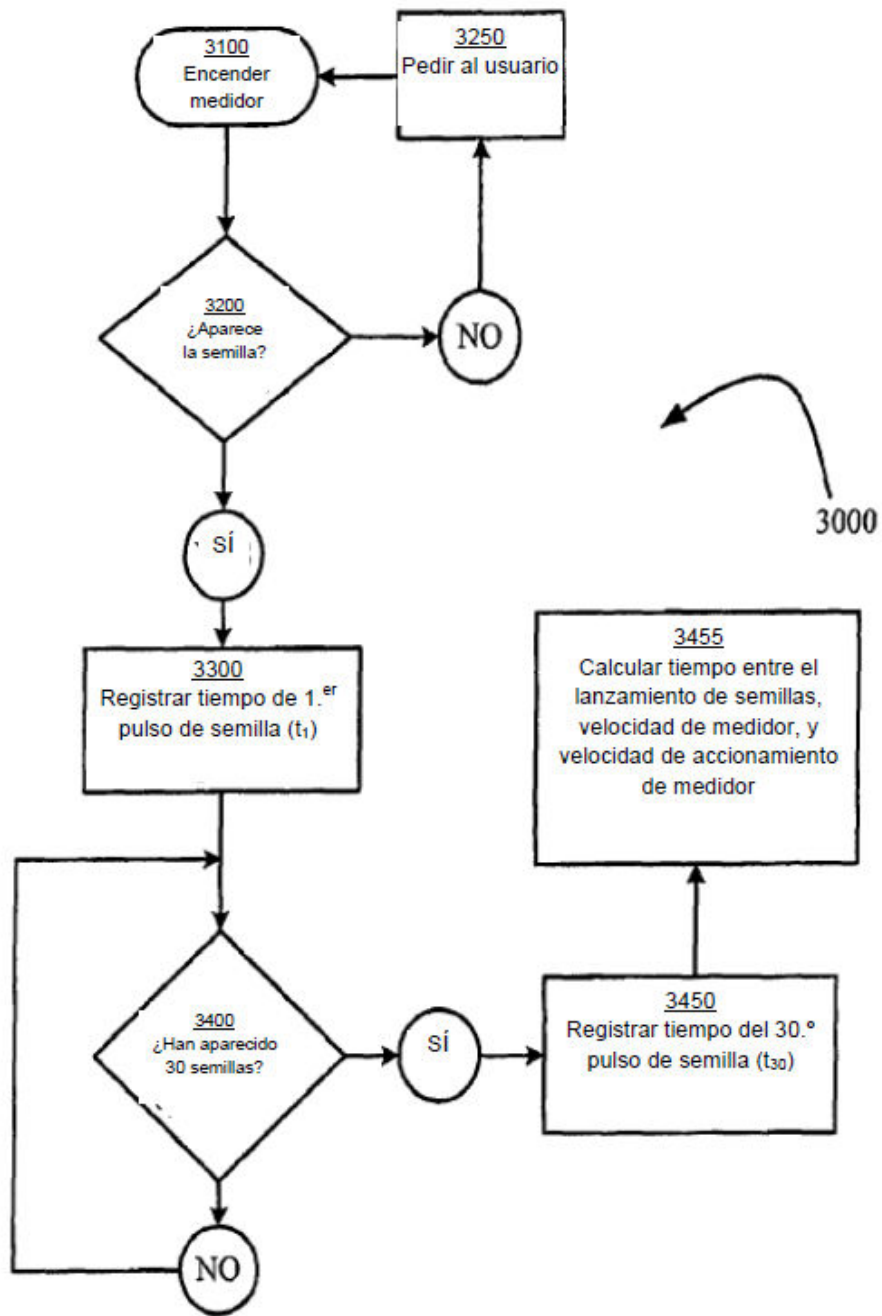 3100
Encender
medidor
3250
Pedir al usuario
3200
¿Aparece
la semilla?
NO
SÍ
3000
3300
Registrar tiempo de 1.er
pulso de semilla (t₁)
3455
Calcular tiempo entre el
lanzamiento de semillas,
velocidad de medidor, y
velocidad de accionamiento
de medidor
3400
¿Han aparecido
30 semillas?
SÍ
3450
Registrar tiempo del 30.º
pulso de semilla (t₃₀)
NO